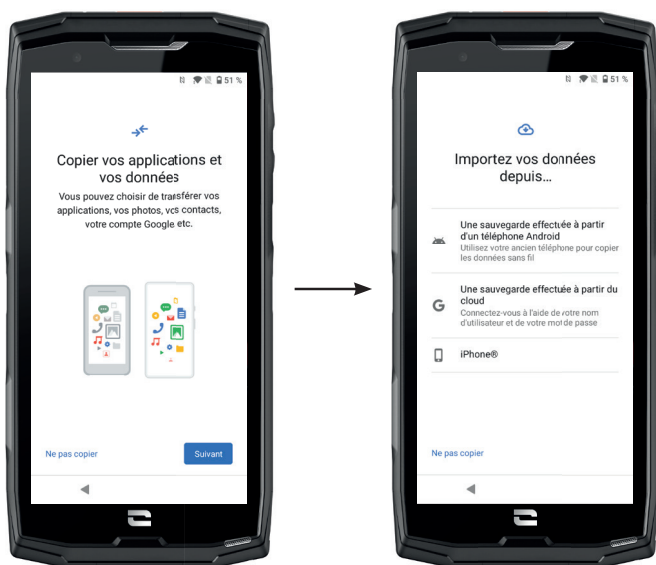 51 %
Copier vos applications et
vos données
Vous pouvez choisir de transférer vos
applications, vos photos, vos contacts,
votre compte Google etc.
Ne pas copier
Suivant
51 %
Importez vos données
depuis...
Une sauvegarde effectuée à partir
d'un téléphone Android
Utilisez votre ancien téléphone pour copier
les données sans fil
Une sauvegarde effectuée à partir du
cloud
Connectez-vous à l'aide de votre nom
d'utilisateur et de votre mot de passe
iPhone®
Ne pas copier